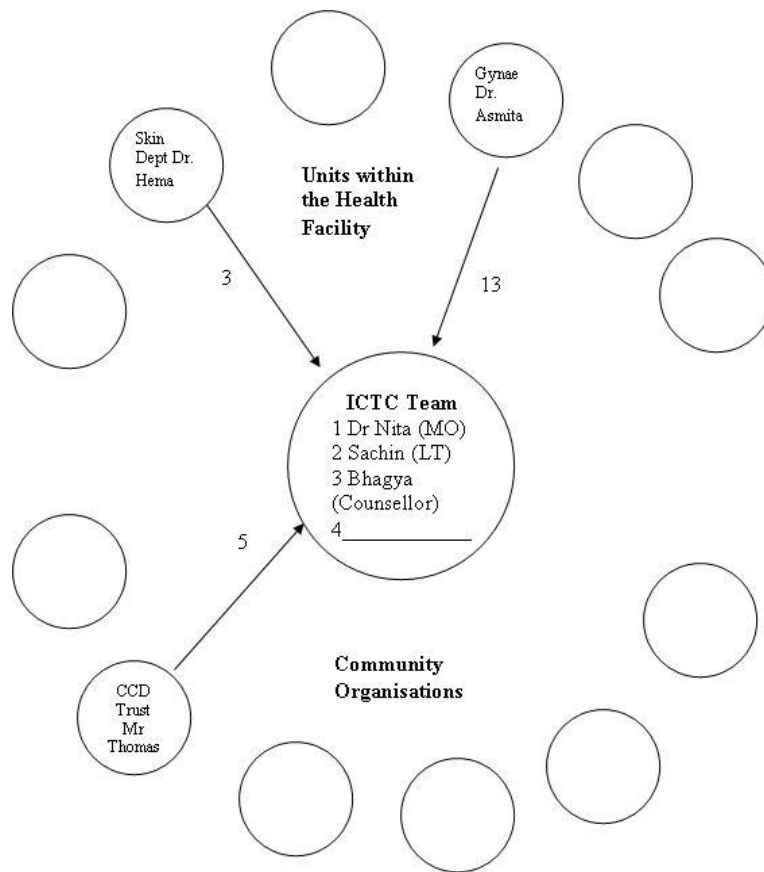 Gynae
Dr.
Asmita
Skin
Dept Dr.
Hema
Units within
the Health
Facility
3
13
ICTC Team
1 Dr Nita (MO)
2 Sachin (LT)
3 Bhagya
(Counsellor)
4______________
5
Community
Organisations
CCD
Trust
Mr
Thomas